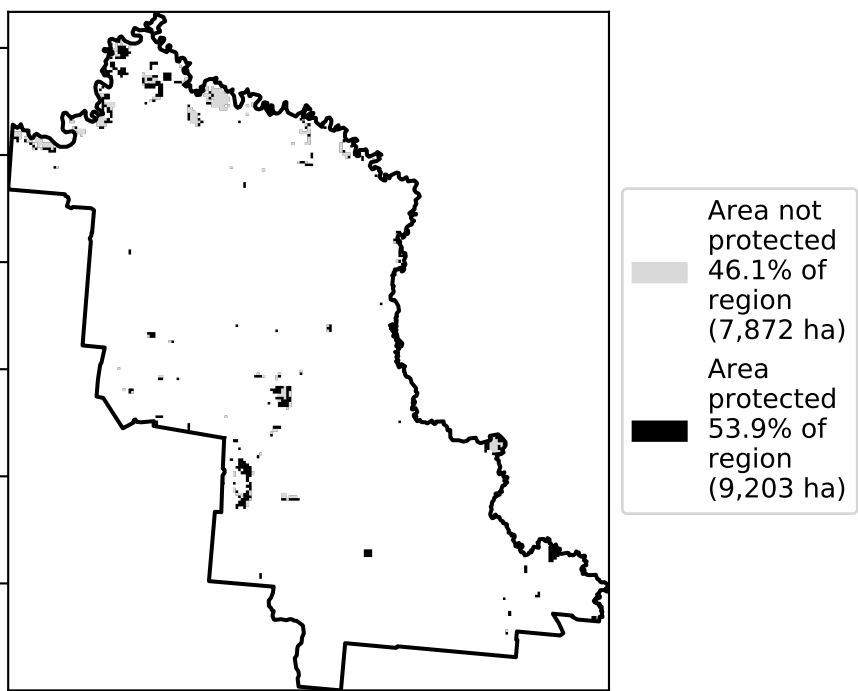 Area not
protected
46.1% of
region
(7,872 ha)
Area
protected
53.9% of
region
(9,203 ha)